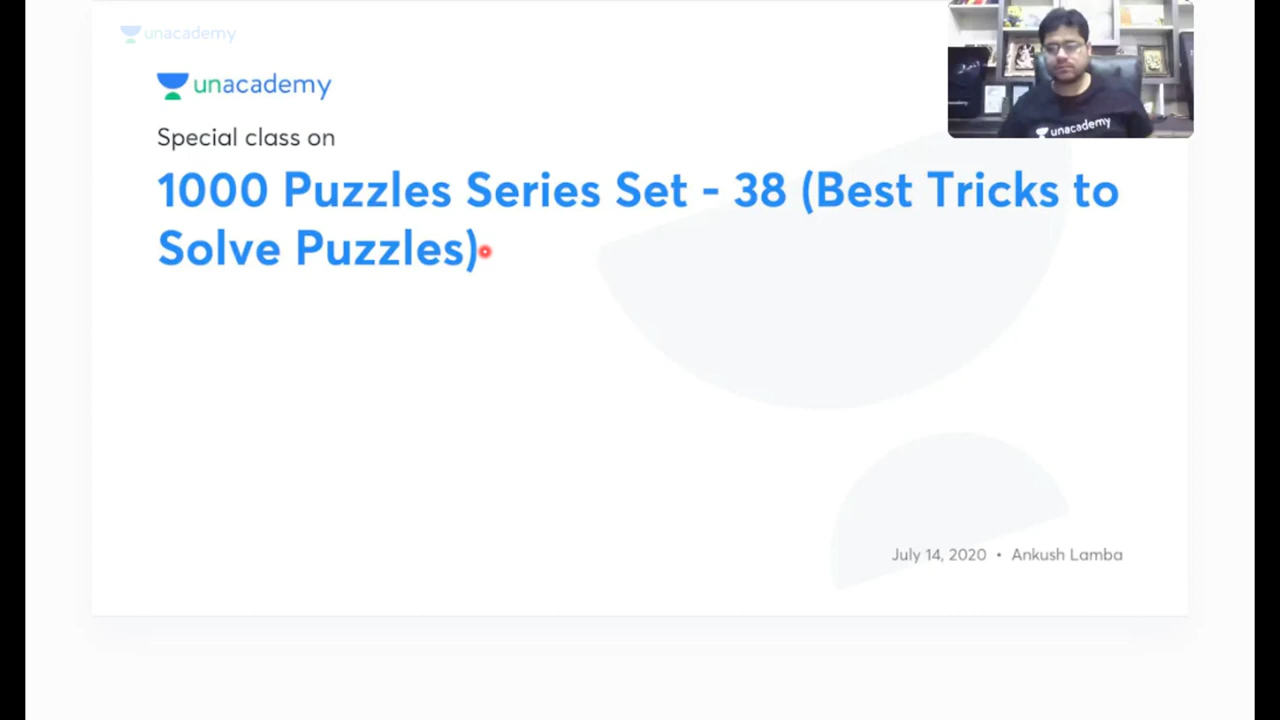 unacademy
unacademy
Special class on
1000 Puzzles Series Set - 38 (Best Tricks to
Solve Puzzles)
July 14, 2020 • Ankush Lamba
unacademy